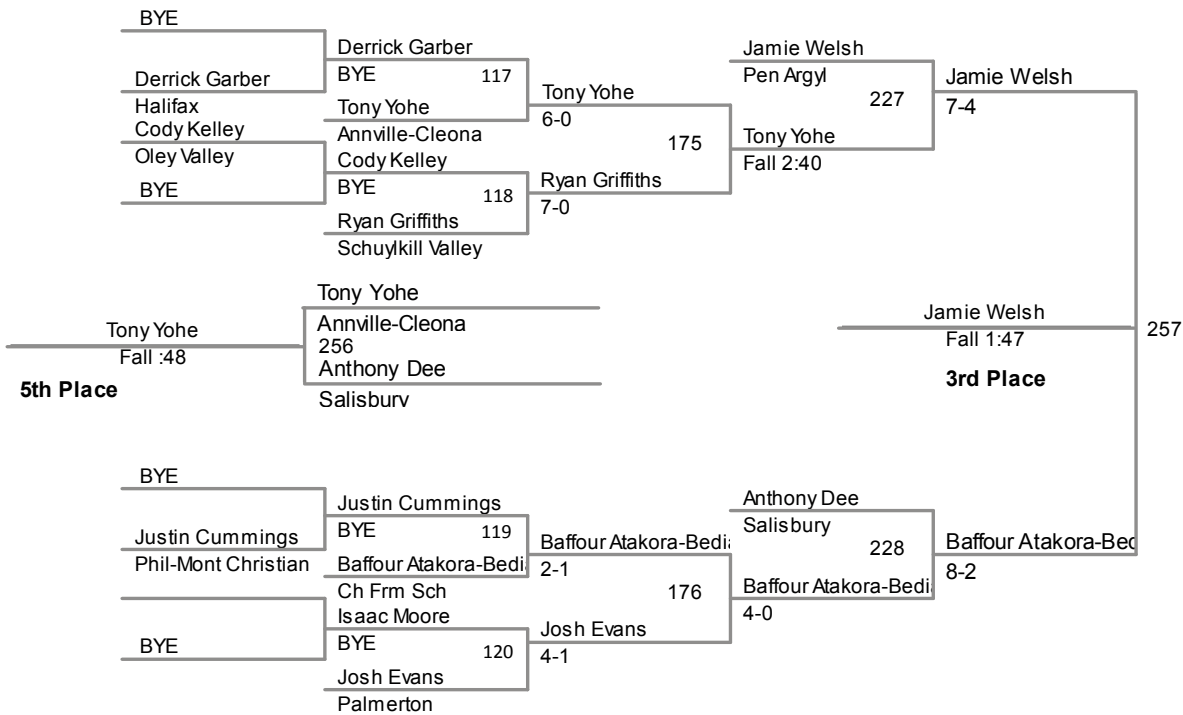 BYE
Derrick Garber
Halifax
Cody Kelley
Oley Valley
BYE
Derrick Garber
BYE
117
Tony Yohe
Annville-Cleona
Cody Kelley
BYE
118
Ryan Griffiths
Schuylkill Valley
Tony Yohe
6-0
175
Ryan Griffiths
7-0
Jamie Welsh
Pen Argyl
227
Tony Yohe
Fall 2:40
Jamie Welsh
7-4
Tony Yohe
Fall :48
5th Place
Tony Yohe
Annville-Cleona
256
Anthony Dee
Salisbury
Jamie Welsh
Fall 1:47
3rd Place
257
BYE
Justin Cummings
Phil-Mont Christian
BYE
Justin Cummings
BYE
119
Baffour Atakora-Bedi
Ch Frm Sch
Isaac Moore
BYE
120
Josh Evans
Palmerton
Baffour Atakora-Bedi
2-1
176
Josh Evans
4-1
Anthony Dee
Salisbury
228
Baffour Atakora-Bedi
4-0
Baffour Atakora-Bed
8-2